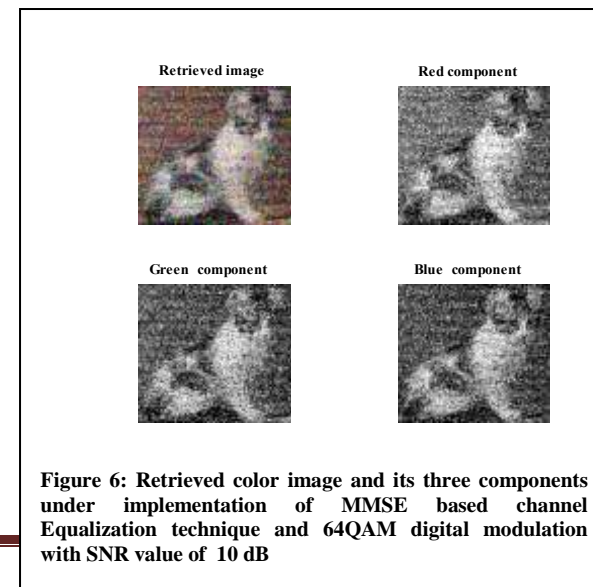 Retrieved image
Red component
Green component
Blue component
Figure 6: Retrieved color image and its three components
under implementation of MMSE based channel
Equalization technique and 64QAM digital modulation
with SNR value of 10 dB